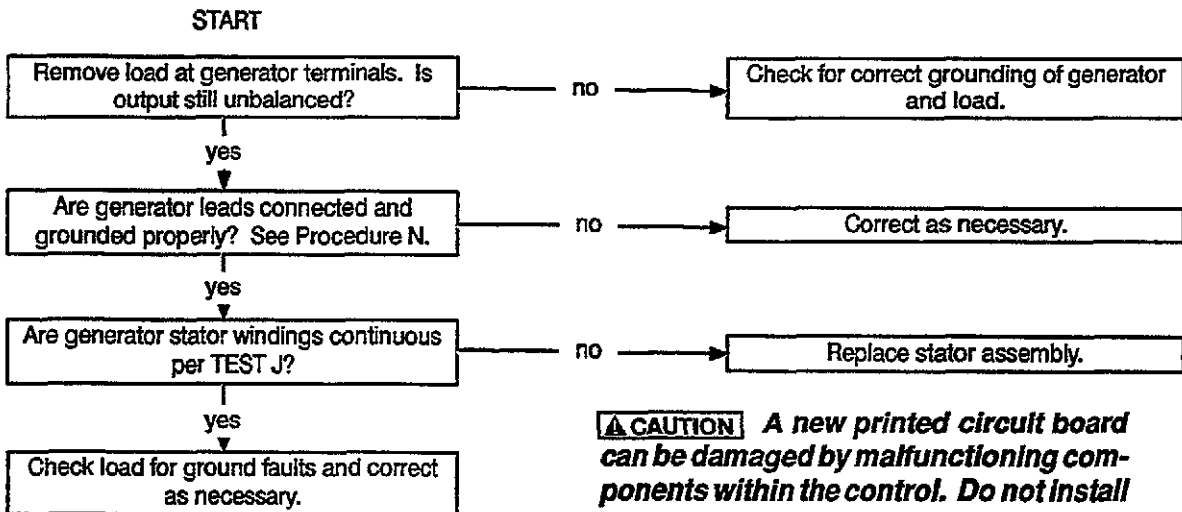 START
Remove load at generator terminals. Is
output still unbalanced?
no
Check for correct grounding of generator
and load.
yes
Are generator leads connected and
grounded properly? See Procedure N.
no
Correct as necessary.
yes
Are generator stator windings continuous
per TEST J?
no
Replace stator assembly.
yes
Check load for ground faults and correct
as necessary.
⚠ CAUTION A new printed circuit board
can be damaged by malfunctioning com-
ponents within the control. Do not install